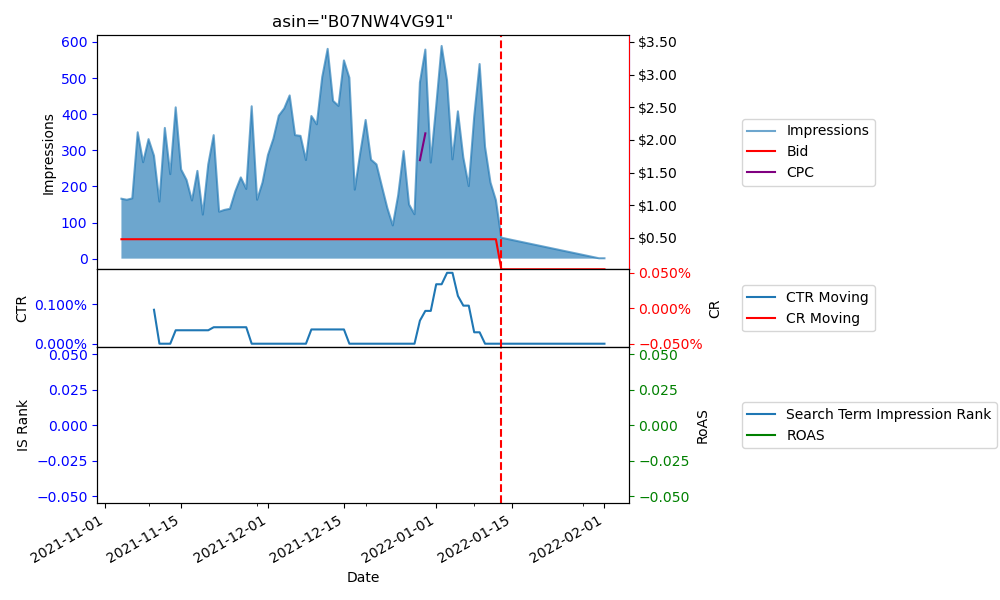 asin="B07NW4VG91"
Impressions
600
500
400
300
200
100
0
$3.50
$3.00
$2.50
$2.00
$1.50
$1.00
$0.50
Impressions
Bid
CPC
CTR
0.100%
0.000%
0.050%
0.000%
−0.050%
CR
CTR Moving
CR Moving
IS Rank
0.050
0.025
0.000
−0.025
−0.050
0.050
0.025
0.000
−0.025
−0.050
RoAS
Search Term Impression Rank
ROAS
2021-11-01
2021-11-15
2021-12-01
2021-12-15
2022-01-01
2022-01-15
2022-02-01
Date